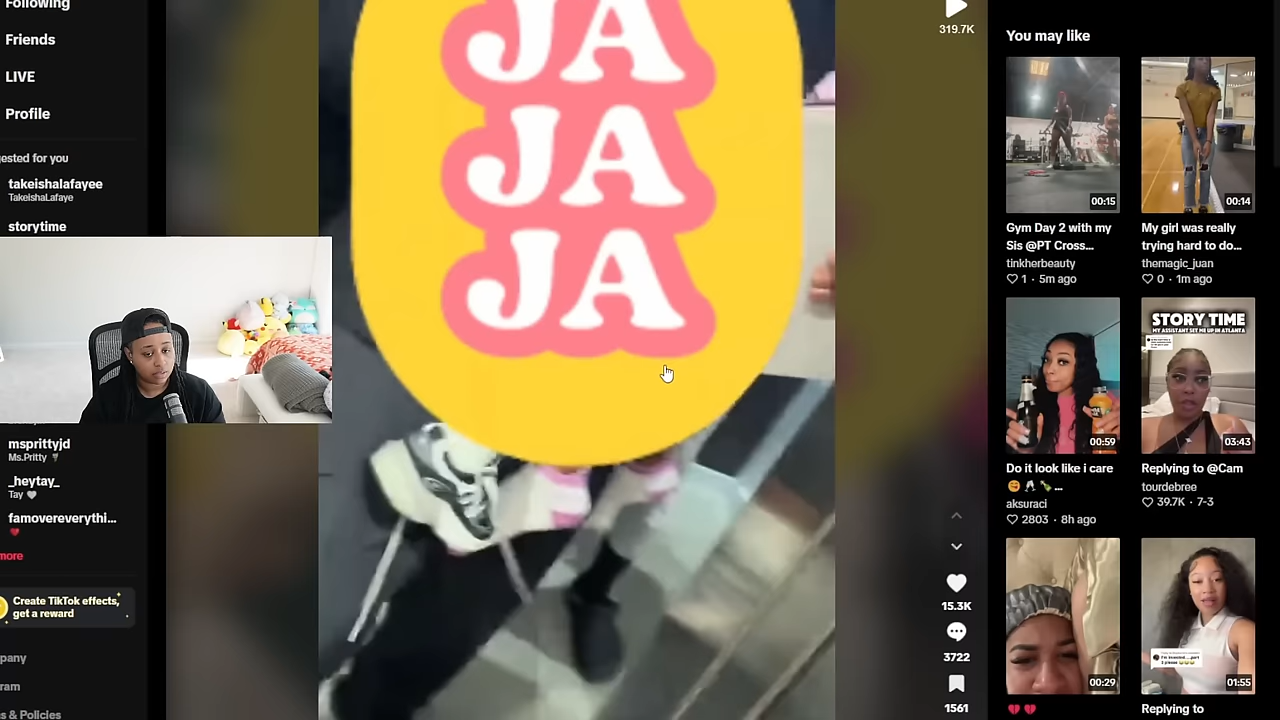 Following
Friends
LIVE
Profile
ested for you
takeishalafayee
TakeishaLafaye
storytime
msprittyjd
Ms.Pritty
_heytay_
Tay
famovereverythi...
more
Create TikTok effects,
get a reward
pany
ram
s & Policies
JA
JA
JA
319.7K
15.3K
3722
1561
You may like
00:15
Gym Day 2 with my
Sis @PT Cross...
tinkherbeauty
1 · 5m ago
00:14
My girl was really
trying hard to do...
themagic_juan
0 · 1m ago
00:59
Do it look like i care
...
aksuraci
2803 · 8h ago
STORY TIME
MY ASSISTANT SET ME UP IN ATLANTA
03:43
Replying to @Cam
tourdebree
39.7K · 7-3
00:29
01:55
Replying to